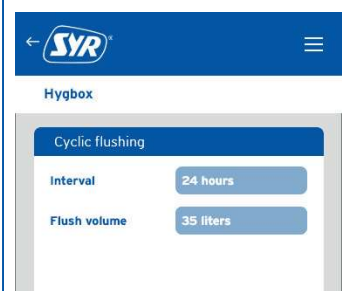 ← SYR®
Hygbox
Cyclic flushing
Interval 24 hours
Flush volume 35 liters